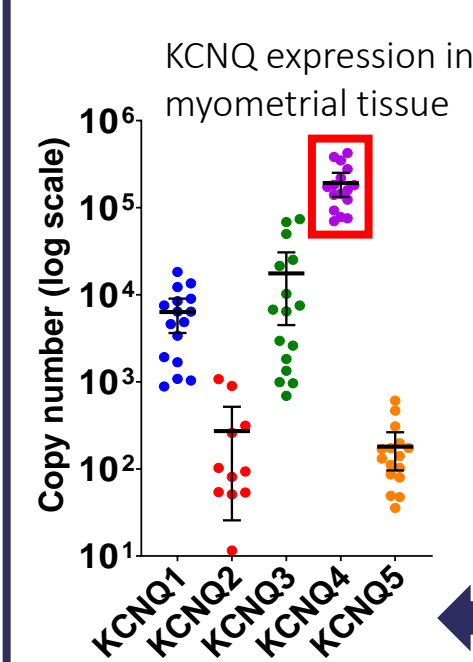 KCNQ expression in
myometrial tissue
Copy number (log scale)
10⁶
10⁵
10⁴
10³
10²
10¹
KCNQ1
KCNQ2
KCNQ3
KCNQ4
KCNQ5